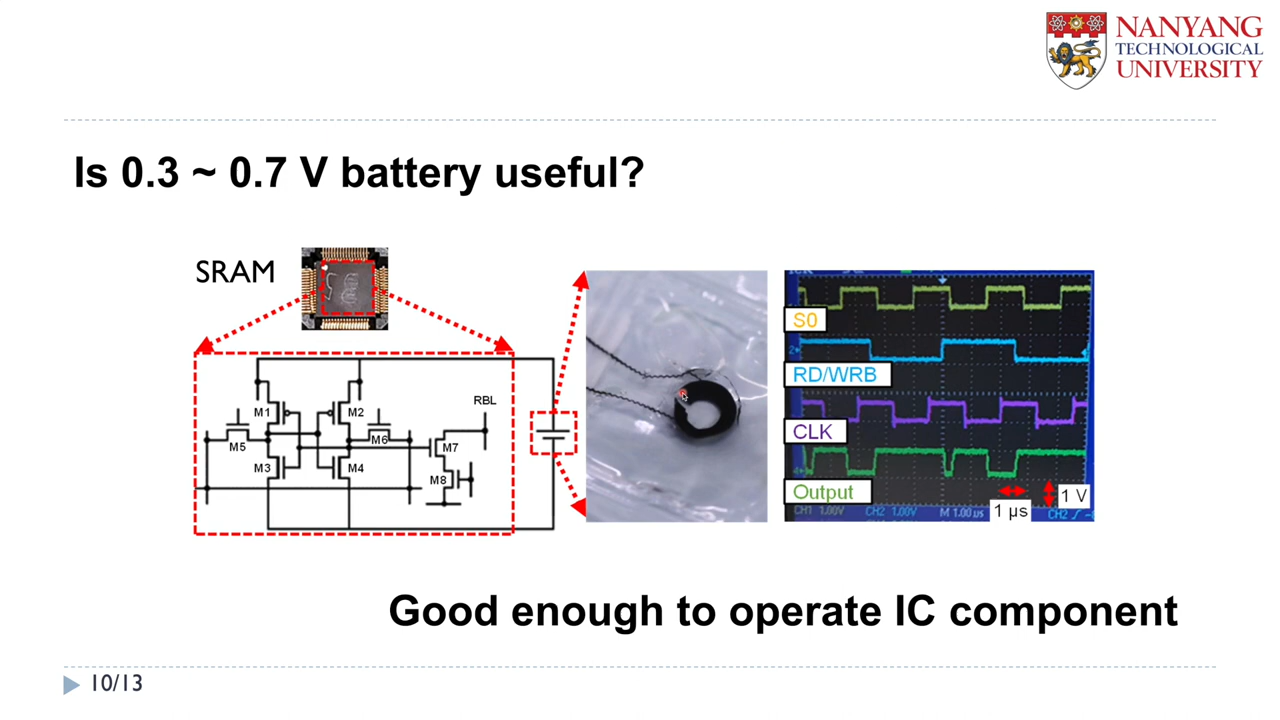 NANYANG
TECHNOLOGICAL
UNIVERSITY
Is 0.3 ~ 0.7 V battery useful?
SRAM
M1
M2
RBL
M5
M6
M7
M3
M4
M8
S0
RD/WRB
CLK
Output
1 V
1 µs
CH1 1.00V
CH2 1.00V
M 1.00µs
CH2
Good enough to operate IC component
10/13